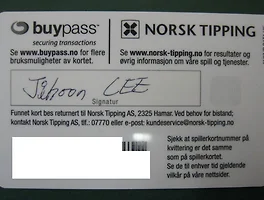 buypass® NORSK TIPPING
securing transactions
Se www.buypass.no for flere
bruksmuligheter av kortet.
Se www.norsk-tipping.no for resultater og
øvrig informasjon om våre spill og tjenester.
Jihoon LEE
Signatur
Funnet kort bes returnert til Norsk Tipping AS, 2325 Hamar. Ved behov for bistand;
kontakt Norsk Tipping AS, tlf.: 07770 eller e-post: kundeservice@norsk-tipping.no
Sjekk at spillerkortnummer på
kvittering er det samme
som på spillerkortet.
Se de til enhver tid gjeldende
vilkår på våre nettsider.